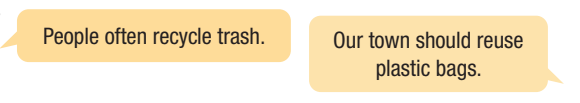 People often recycle trash.
Our town should reuse
plastic bags.